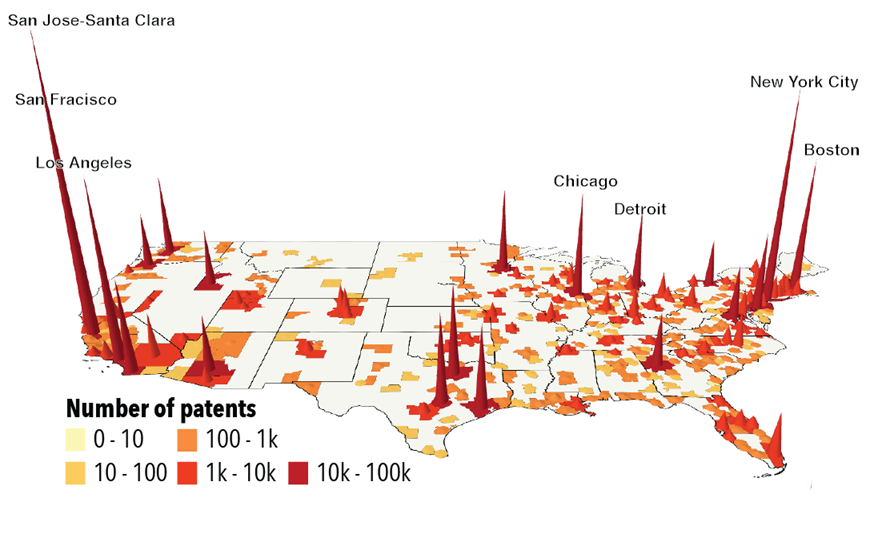 San Jose-Santa Clara
San Fracisco
Los Angeles
New York City
Boston
Chicago
Detroit
Number of patents
0 - 10
100 - 1k
10 - 100
1k - 10k
10k - 100k